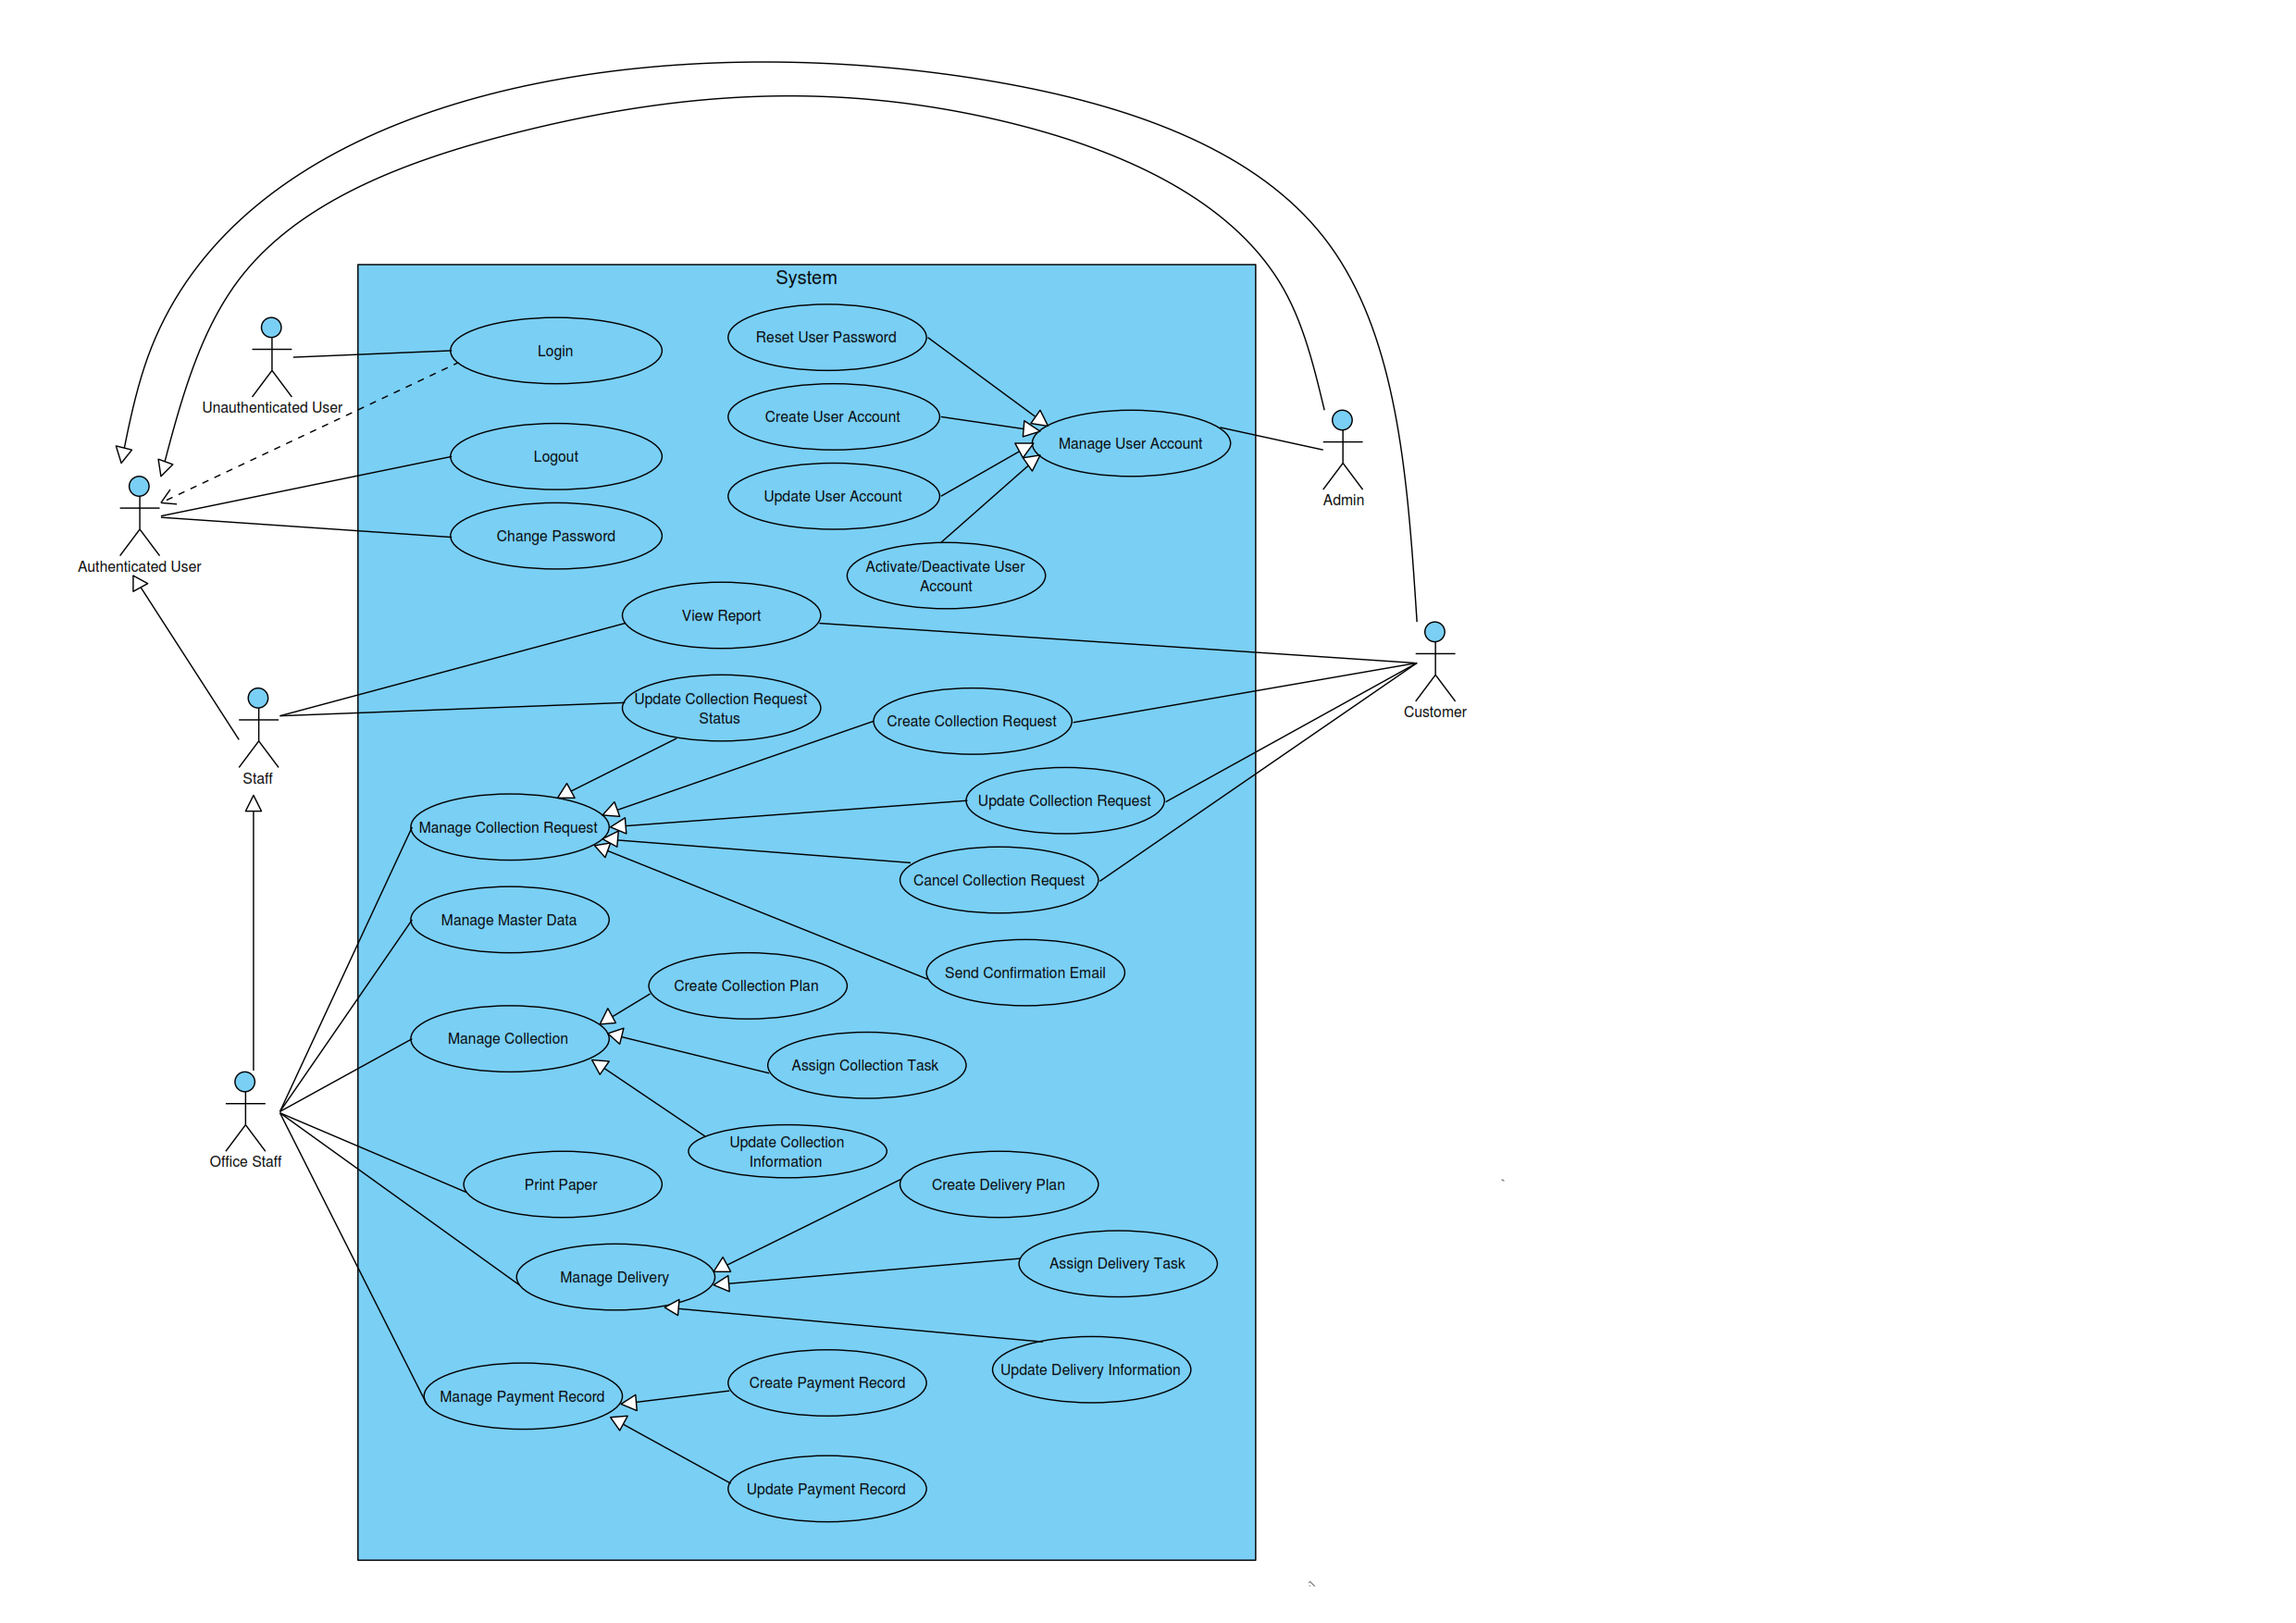 System
Reset User Password
Login
Unauthenticated User
Create User Account
Manage User Account
Logout
Update User Account
Admin
Change Password
Authenticated User
Activate/Deactivate User
Account
View Report
Update Collection Request
Status
Create Collection Request
Customer
Staff
Update Collection Request
Manage Collection Request
Cancel Collection Request
Manage Master Data
Send Confirmation Email
Create Collection Plan
Manage Collection
Assign Collection Task
Update Collection
Information
Office Staff
Print Paper
Create Delivery Plan
Assign Delivery Task
Manage Delivery
Update Delivery Information
Create Payment Record
Manage Payment Record
Update Payment Record